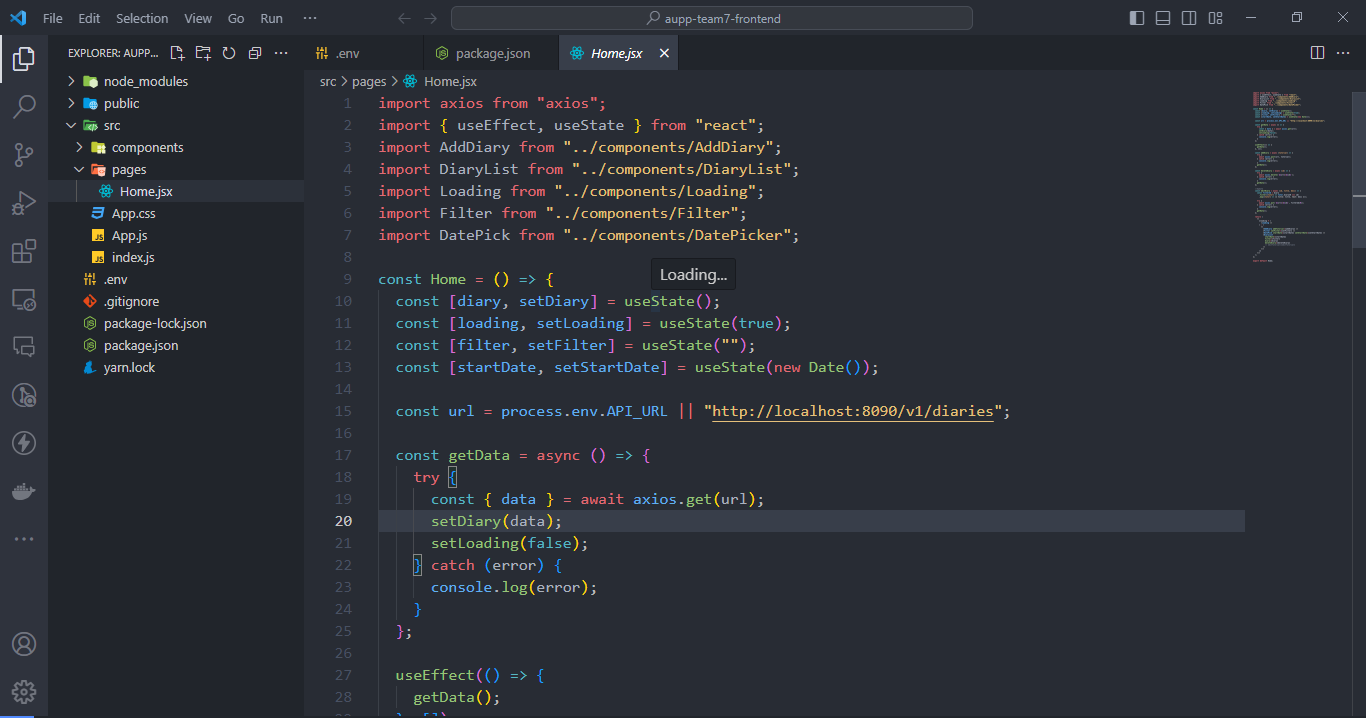 File Edit Selection View Go Run ··· aupp-team7-frontend
EXPLORER: AUPP... ···
.env package.json Home.jsx
node_modules
public
src
components
pages
Home.jsx
App.css
JS App.js
JS index.js
.env
.gitignore
package-lock.json
package.json
yarn.lock
src > pages > Home.jsx
1 import axios from "axios";
2 import { useEffect, useState } from "react";
3 import AddDiary from "../components/AddDiary";
4 import DiaryList from "../components/DiaryList";
5 import Loading from "../components/Loading";
6 import Filter from "../components/Filter";
7 import DatePick from "../components/DatePicker";
8
Loading...
9 const Home = () => {
10 const [diary, setDiary] = useState();
11 const [loading, setLoading] = useState(true);
12 const [filter, setFilter] = useState("");
13 const [startDate, setStartDate] = useState(new Date());
14
15 const url = process.env.API_URL || "http://localhost:8090/v1/diaries";
16
17 const getData = async () => {
18 try {
19 const { data } = await axios.get(url);
20 setDiary(data);
21 setLoading(false);
22 } catch (error) {
23 console.log(error);
24 }
25 };
26
27 useEffect(() => {
28 getData();